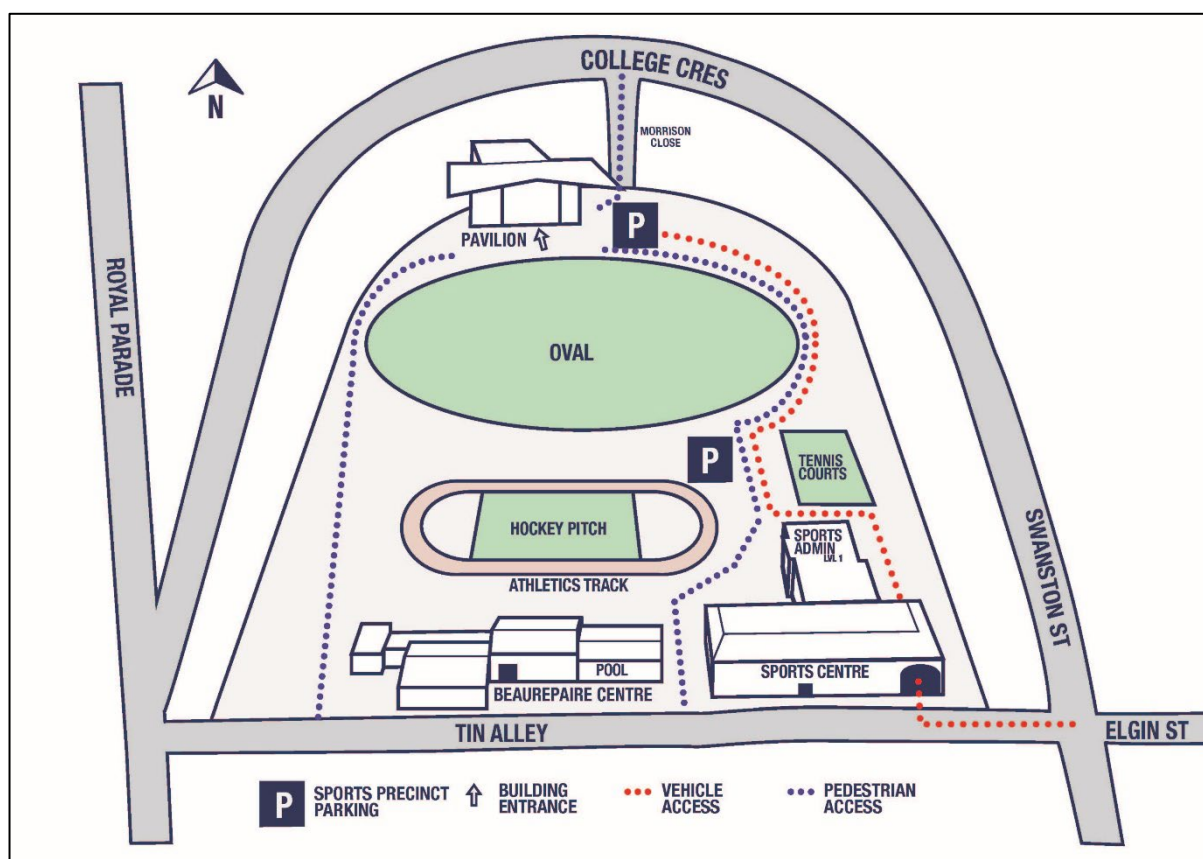 COLLEGE CRES
N
MORRISON
CLOSE
P
PAVILION
ROYAL PARADE
OVAL
P
TENNIS
COURTS
HOCKEY PITCH
SPORTS
ADMIN
LVL 1
ATHLETICS TRACK
SWANSTON ST
POOL
SPORTS CENTRE
BEAUREPAIRE CENTRE
TIN ALLEY
ELGIN ST
P
SPORTS PRECINCT
PARKING
BUILDING
ENTRANCE
VEHICLE
ACCESS
PEDESTRIAN
ACCESS